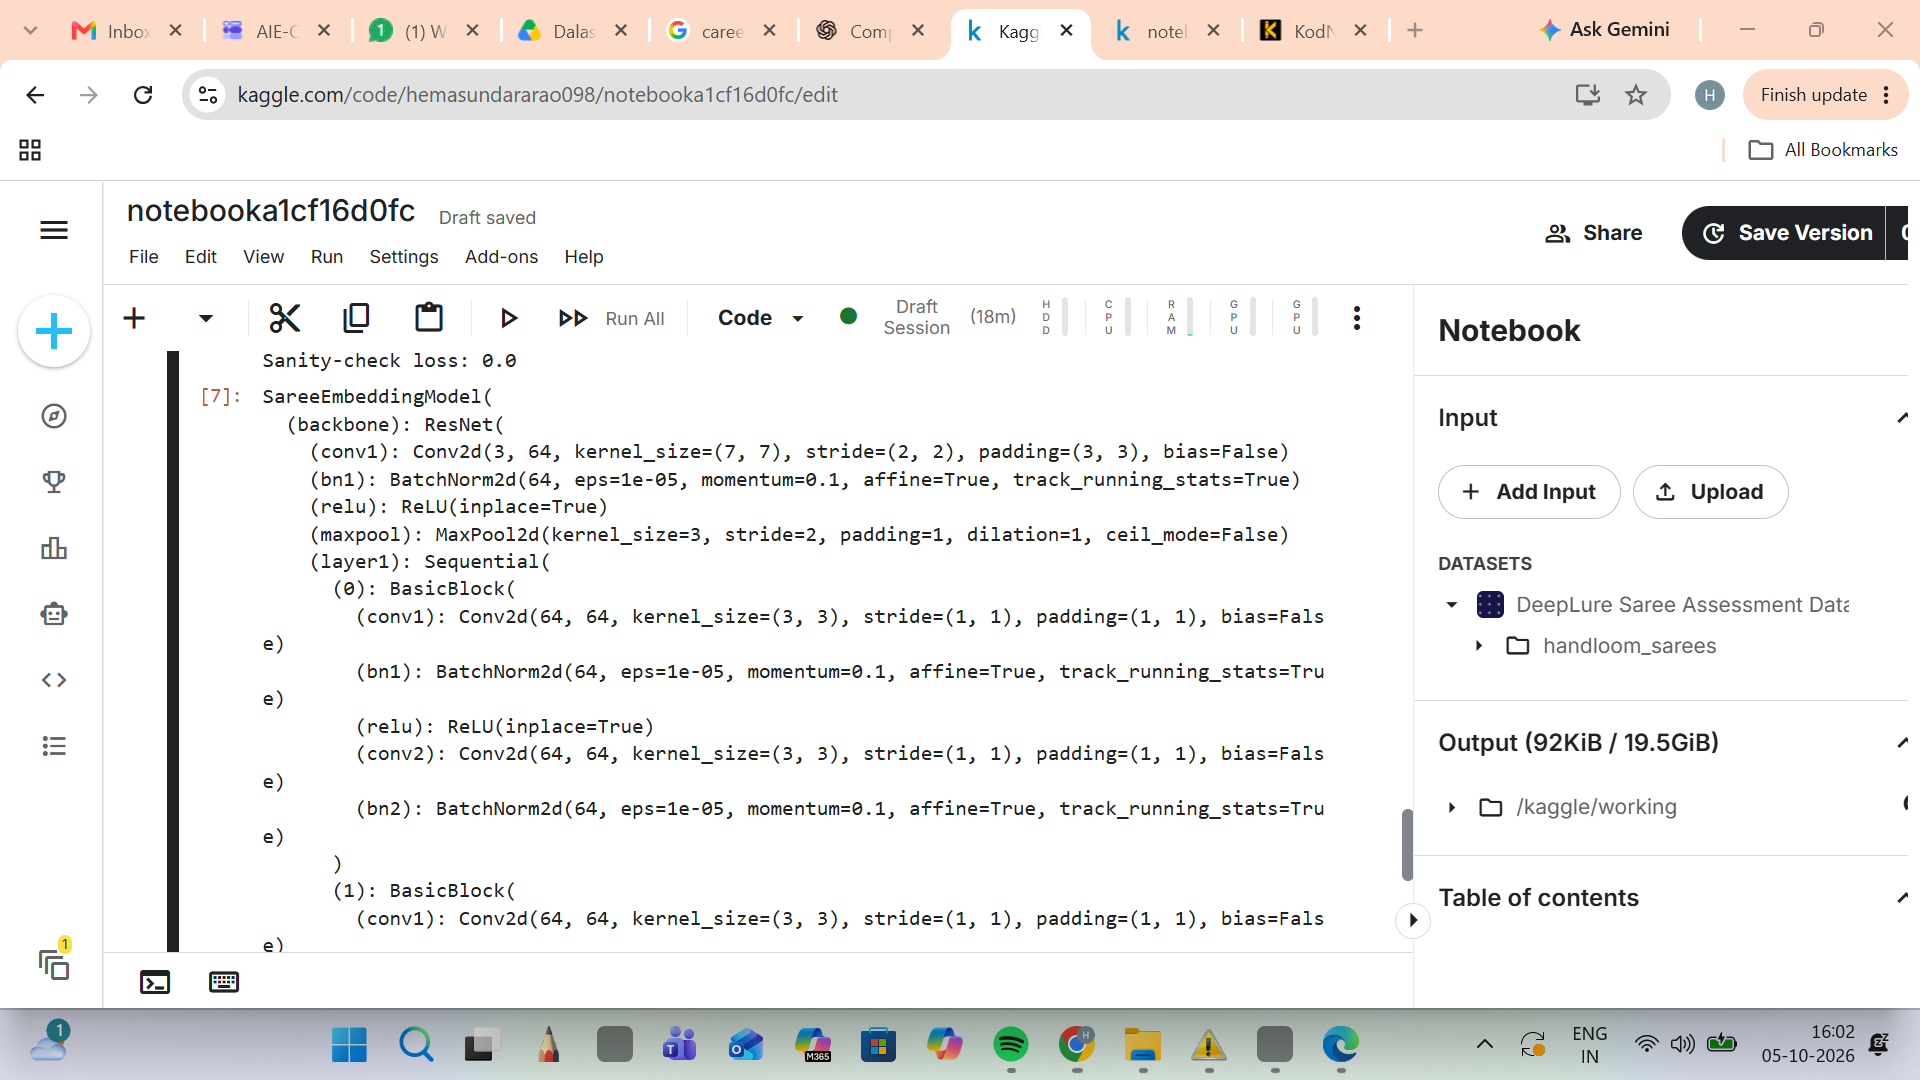 Inbox
AIE-C
(1) W
Dalas
caree
Comp
Kagg
notel
KodN
Ask Gemini
kaggle.com/code/hemasundararao098/notebooka1cf16d0fc/edit
H
Finish update
All Bookmarks
notebooka1cf16d0fc
Draft saved
File
Edit
View
Run
Settings
Add-ons
Help
Share
Save Version
Run All
Code
Draft
Session
(18m)
HDD
CPU
RAM
GPU
GPU
Sanity-check loss: 0.0
[7]:
SareeEmbeddingModel(
(backbone): ResNet(
(conv1): Conv2d(3, 64, kernel_size=(7, 7), stride=(2, 2), padding=(3, 3), bias=False)
(bn1): BatchNorm2d(64, eps=1e-05, momentum=0.1, affine=True, track_running_stats=True)
(relu): ReLU(inplace=True)
(maxpool): MaxPool2d(kernel_size=3, stride=2, padding=1, dilation=1, ceil_mode=False)
(layer1): Sequential(
(0): BasicBlock(
(conv1): Conv2d(64, 64, kernel_size=(3, 3), stride=(1, 1), padding=(1, 1), bias=Fals
e)
(bn1): BatchNorm2d(64, eps=1e-05, momentum=0.1, affine=True, track_running_stats=Tru
e)
(relu): ReLU(inplace=True)
(conv2): Conv2d(64, 64, kernel_size=(3, 3), stride=(1, 1), padding=(1, 1), bias=Fals
e)
(bn2): BatchNorm2d(64, eps=1e-05, momentum=0.1, affine=True, track_running_stats=Tru
e)
)
(1): BasicBlock(
(conv1): Conv2d(64, 64, kernel_size=(3, 3), stride=(1, 1), padding=(1, 1), bias=Fals
e)
Notebook
Input
Add Input
Upload
DATASETS
DeepLure Saree Assessment Data
handloom_sarees
Output (92KiB / 19.5GiB)
/kaggle/working
Table of contents
1
1
M365
H
ENG
IN
16:02
05-10-2026